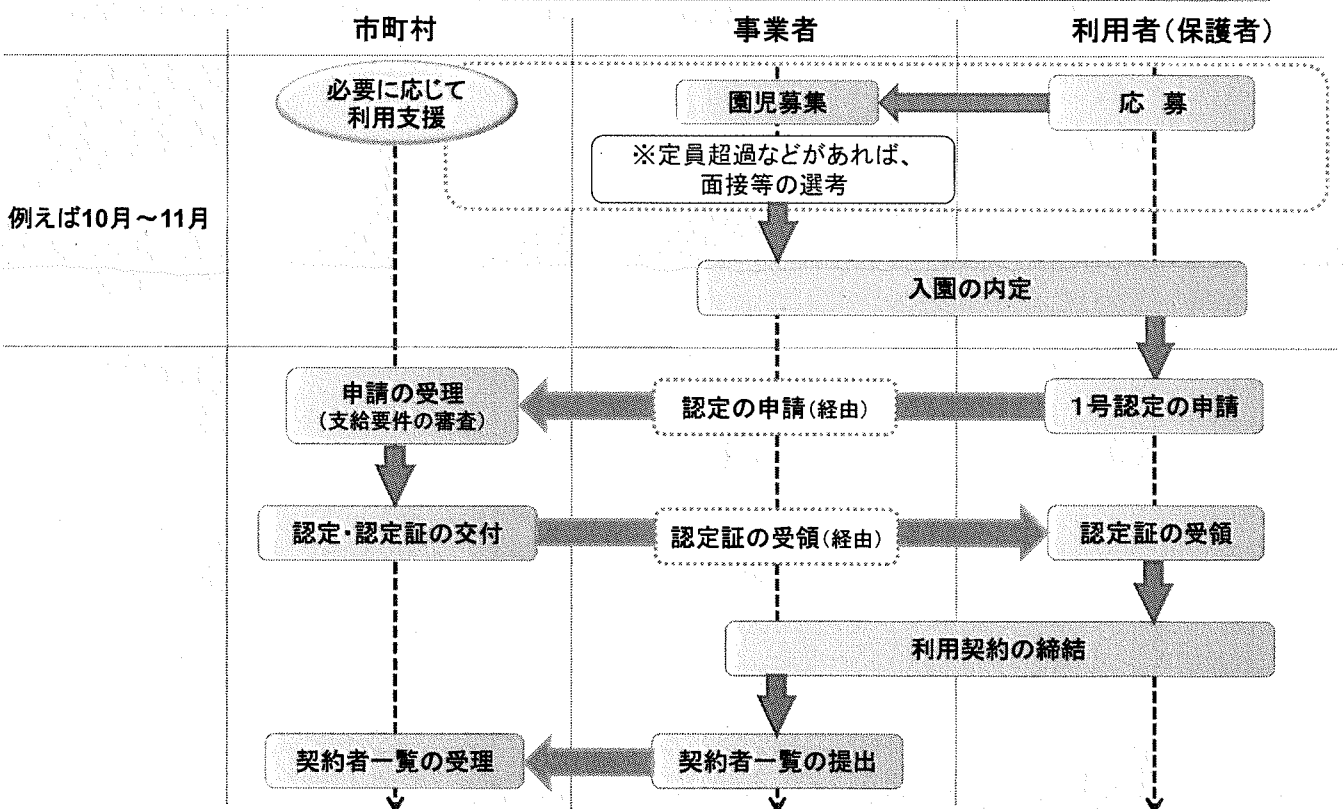 市町村
事業者
利用者(保護者)
必要に応じて
利用支援
園児募集
応 募
※定員超過などがあれば、
面接等の選考
例えば10月~11月
入園の内定
申請の受理
(支給要件の審査)
認定の申請(経由)
1号認定の申請
認定・認定証の交付
認定証の受領(経由)
認定証の受領
利用契約の締結
契約者一覧の受理
契約者一覧の提出